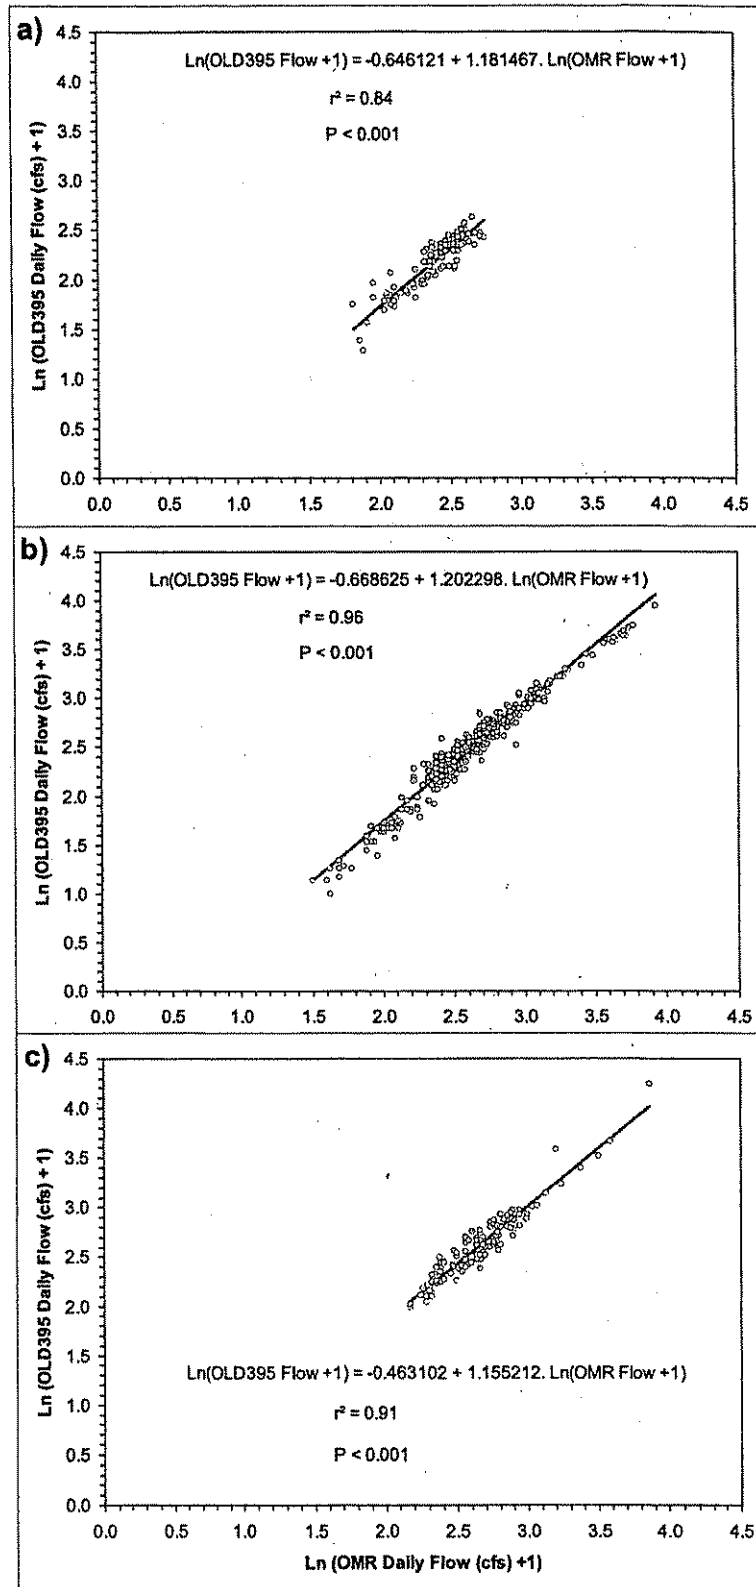 a)
Ln(OLD395 Flow +1) = -0.646121 + 1.181467. Ln(OMR Flow +1)
r² = 0.84
P < 0.001
Ln (OLD395 Daily Flow (cfs) + 1)
4.5
4.0
3.5
3.0
2.5
2.0
1.5
1.0
0.5
0.0
0.0 0.5 1.0 1.5 2.0 2.5 3.0 3.5 4.0 4.5
b)
Ln(OLD395 Flow +1) = -0.668625 + 1.202298. Ln(OMR Flow +1)
r² = 0.96
P < 0.001
Ln (OLD395 Daily Flow (cfs) + 1)
4.5
4.0
3.5
3.0
2.5
2.0
1.5
1.0
0.5
0.0
0.0 0.5 1.0 1.5 2.0 2.5 3.0 3.5 4.0 4.5
c)
Ln (OLD395 Daily Flow (cfs) + 1)
4.5
4.0
3.5
3.0
2.5
2.0
1.5
1.0
0.5
0.0
Ln(OLD395 Flow +1) = -0.463102 + 1.155212. Ln(OMR Flow +1)
r² = 0.91
P < 0.001
0.0 0.5 1.0 1.5 2.0 2.5 3.0 3.5 4.0 4.5
Ln (OMR Daily Flow (cfs) +1)